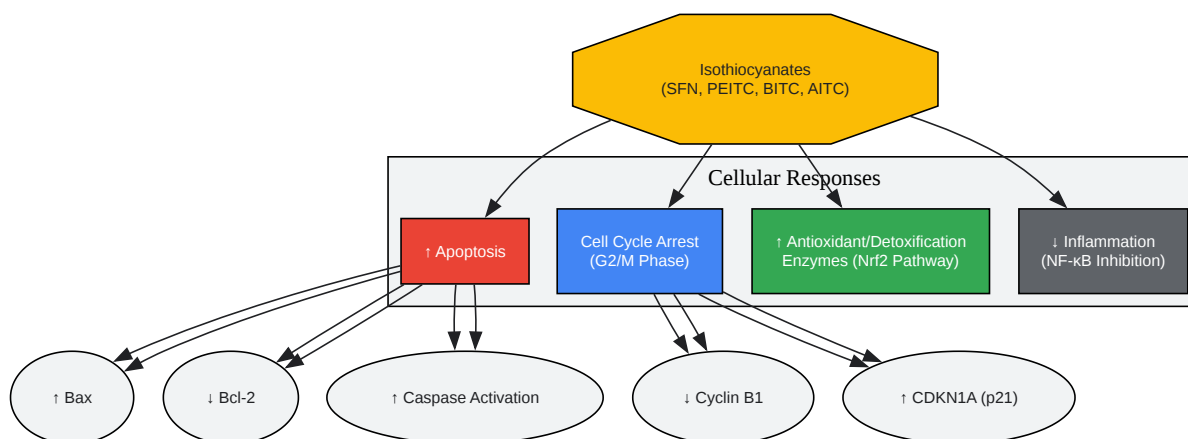 Isothiocyanates
(SFN, PEITC, BITC, AITC)
Cellular Responses
↑ Apoptosis
Cell Cycle Arrest
(G2/M Phase)
↑ Antioxidant/Detoxification
Enzymes (Nrf2 Pathway)
↓ Inflammation
(NF-κB Inhibition)
↑ Bax
↓ Bcl-2
↑ Caspase Activation
↓ Cyclin B1
↑ CDKN1A (p21)